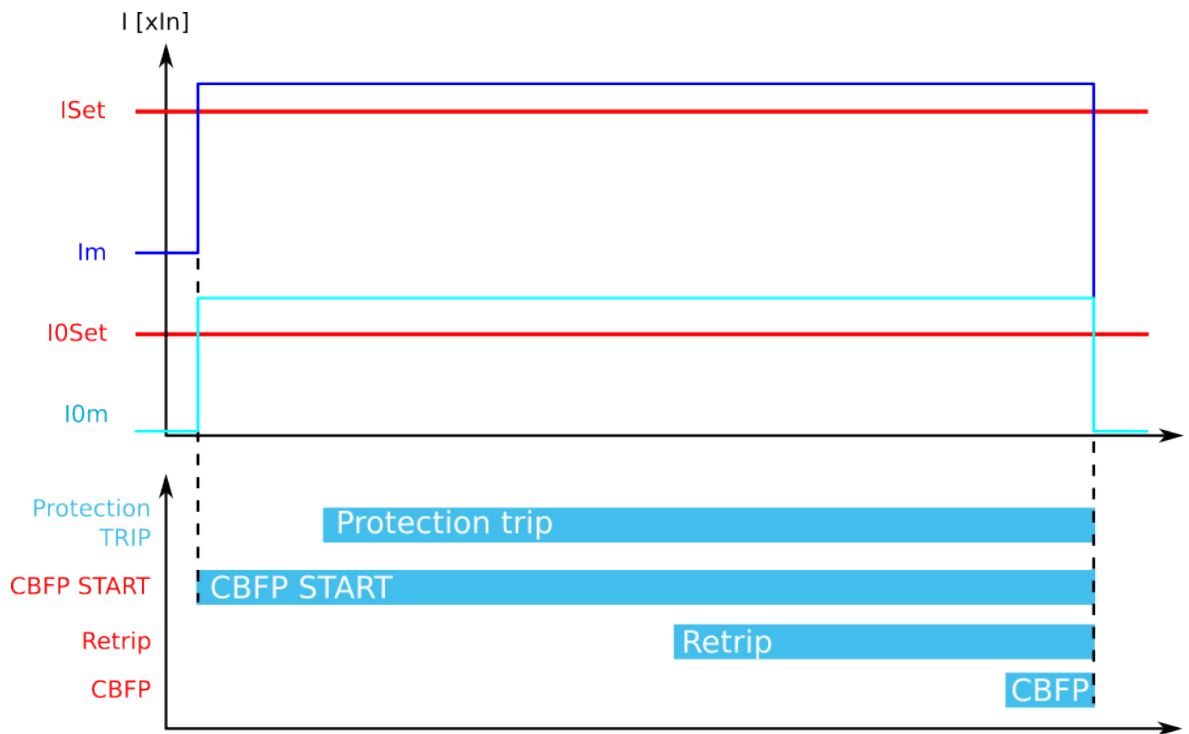 I [xIn]
ISet
Im
I0Set
I0m
Protection
TRIP
Protection trip
CBFP START
CBFP START
Retrip
Retrip
CBFP
CBFP